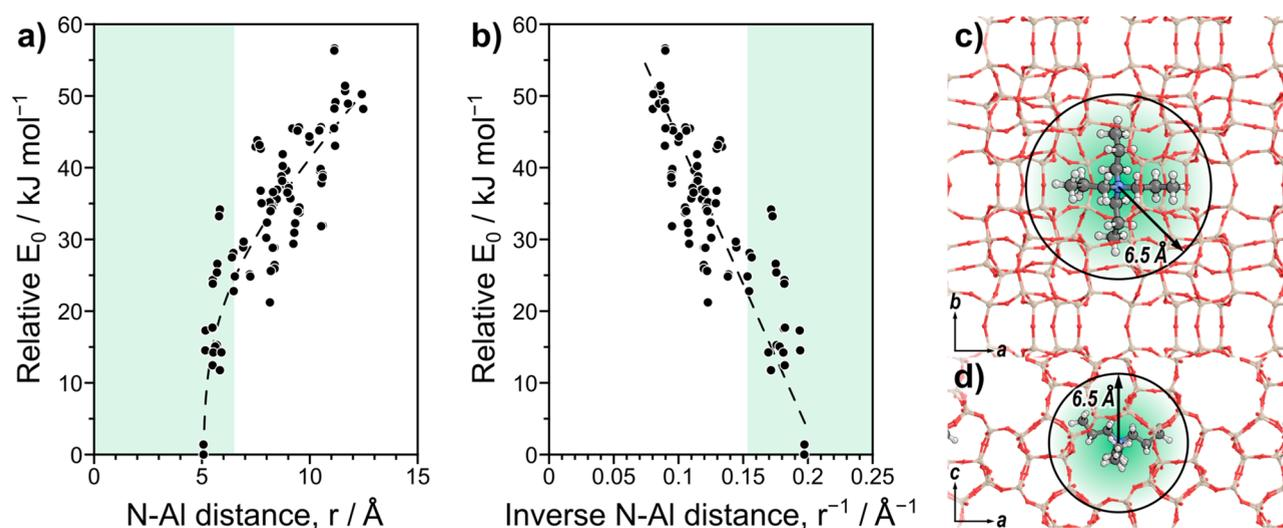 a)
60
50
40
30
20
10
0
Relative E₀ / kJ mol⁻¹
0 5 10 15
N-Al distance, r / Å
b)
60
50
40
30
20
10
0
Relative E₀ / kJ mol⁻¹
0 0.05 0.1 0.15 0.2 0.25
Inverse N-Al distance, r⁻¹ / Å⁻¹
c)
6.5 Å
b
a
d)
6.5 Å
c
a